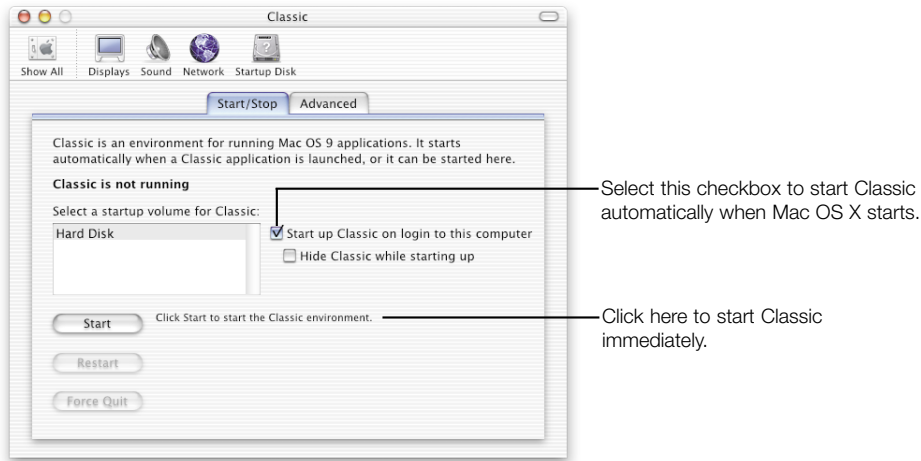 Classic
Show All Displays Sound Network Startup Disk
Start/Stop Advanced
Classic is an environment for running Mac OS 9 applications. It starts
automatically when a Classic application is launched, or it can be started here.
Classic is not running
Select a startup volume for Classic:
Hard Disk
Start up Classic on login to this computer
Hide Classic while starting up
Start
Click Start to start the Classic environment.
Restart
Force Quit
Select this checkbox to start Classic
automatically when Mac OS X starts.
Click here to start Classic
immediately.